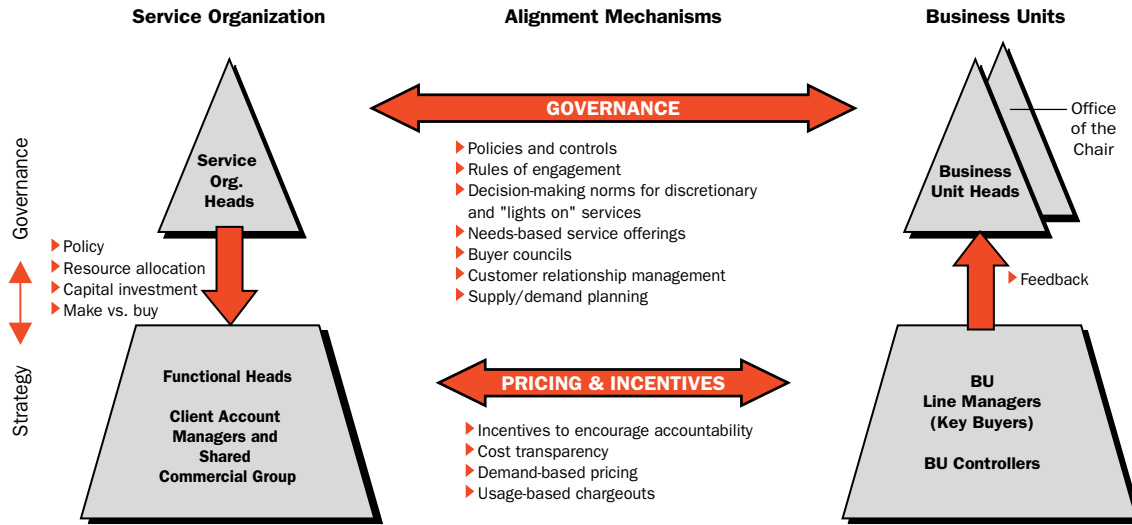 Service Organization
Alignment Mechanisms
Business Units
Governance
Strategy
Service
Org.
Heads
Policy
Resource allocation
Capital investment
Make vs. buy
Functional Heads
Client Account
Managers and
Shared
Commercial Group
GOVERNANCE
Policies and controls
Rules of engagement
Decision-making norms for discretionary
and "lights on" services
Needs-based service offerings
Buyer councils
Customer relationship management
Supply/demand planning
PRICING & INCENTIVES
Incentives to encourage accountability
Cost transparency
Demand-based pricing
Usage-based chargeouts
Office
of the
Chair
Business
Unit Heads
Feedback
BU
Line Managers
(Key Buyers)
BU Controllers